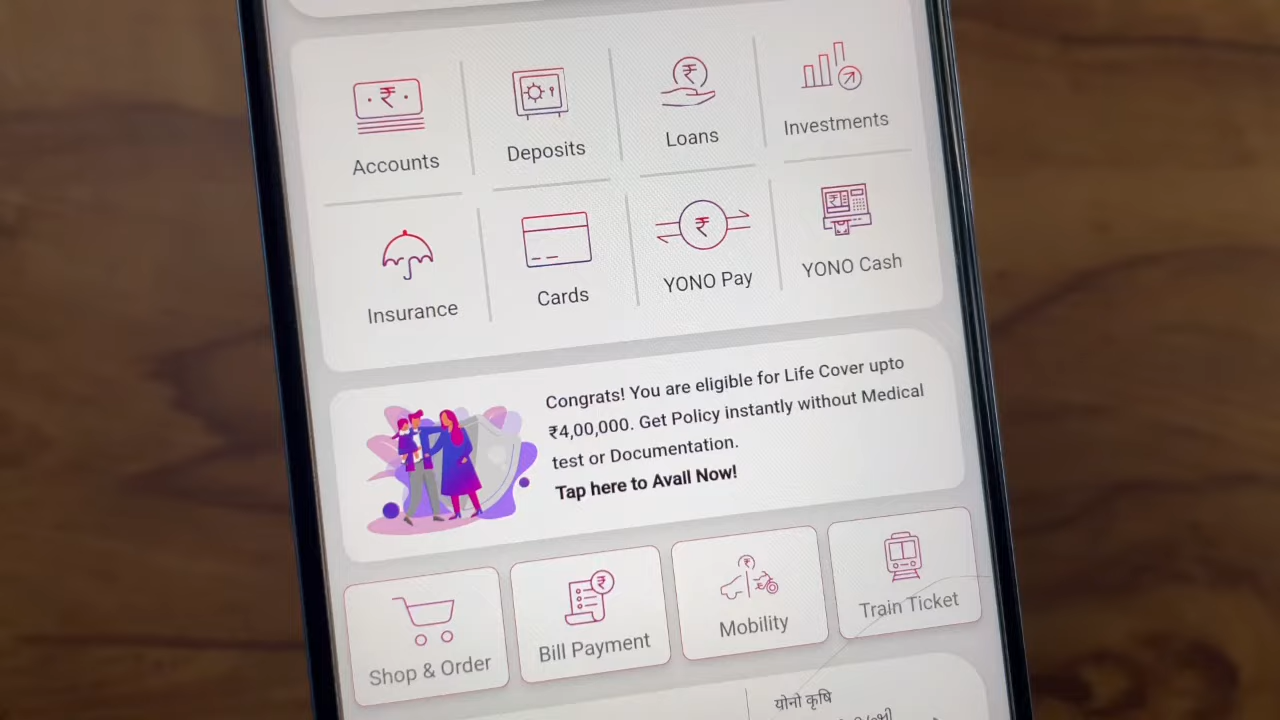 Accounts
Deposits
Loans
Investments
Insurance
Cards
YONO Pay
YONO Cash
Congrats! You are eligible for Life Cover upto
₹4,00,000. Get Policy instantly without Medical
test or Documentation.
Tap here to Avail Now!
Shop & Order
Bill Payment
Mobility
Train Ticket
योनो कृषि